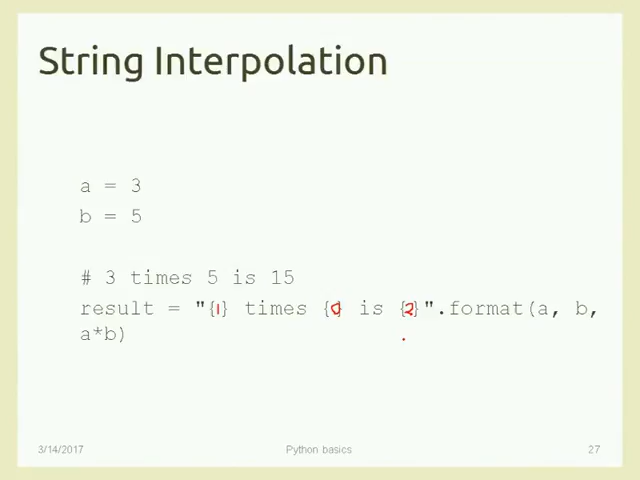 String Interpolation
a = 3
b = 5
# 3 times 5 is 15
result = "{1} times {0} is {2}".format(a, b,
a*b)
.
3/14/2017 Python basics 27